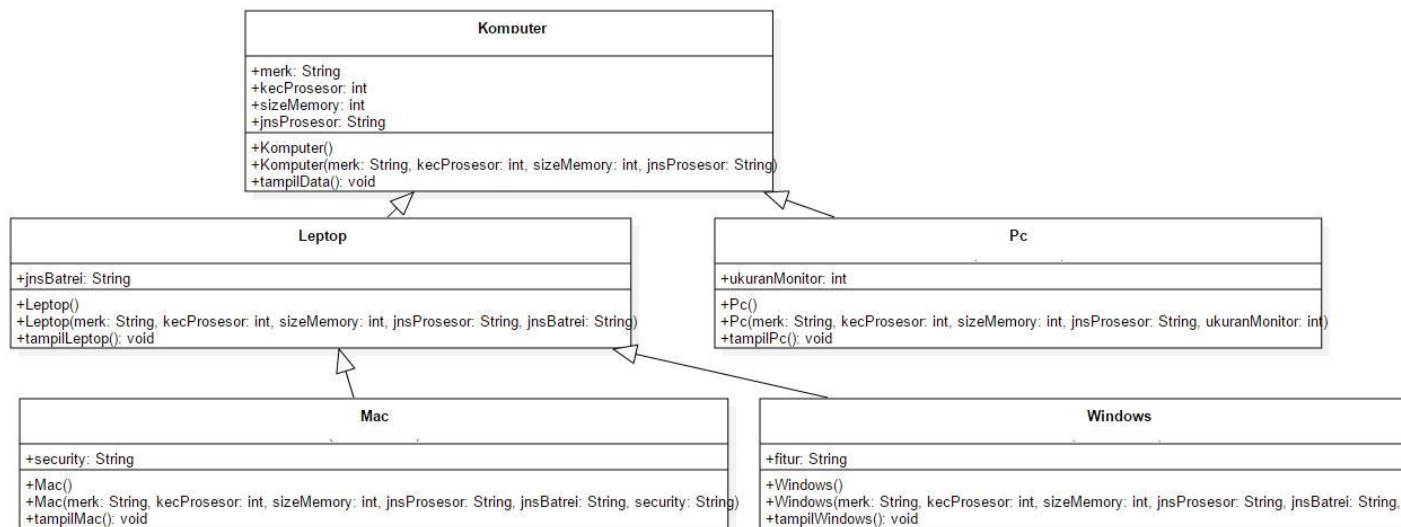 Komputer
+merk: String
+kecProsesor: int
+sizeMemory: int
+jnsProsesor: String
+Komputer()
+Komputer(merk: String, kecProsesor: int, sizeMemory: int, jnsProsesor: String)
+tampilData(): void
Leptop
+jnsBatrei: String
+Leptop()
+Leptop(merk: String, kecProsesor: int, sizeMemory: int, jnsProsesor: String, jnsBatrei: String)
+tampilLeptop(): void
Pc
+ukuranMonitor: int
+Pc()
+Pc(merk: String, kecProsesor: int, sizeMemory: int, jnsProsesor: String, ukuranMonitor: int)
+tampilPc(): void
Mac
+security: String
+Mac()
+Mac(merk: String, kecProsesor: int, sizeMemory: int, jnsProsesor: String, jnsBatrei: String, security: String)
+tampilMac(): void
Windows
+fitur: String
+Windows()
+Windows(merk: String, kecProsesor: int, sizeMemory: int, jnsProsesor: String, jnsBatrei: String,
+tampilWindows(): void